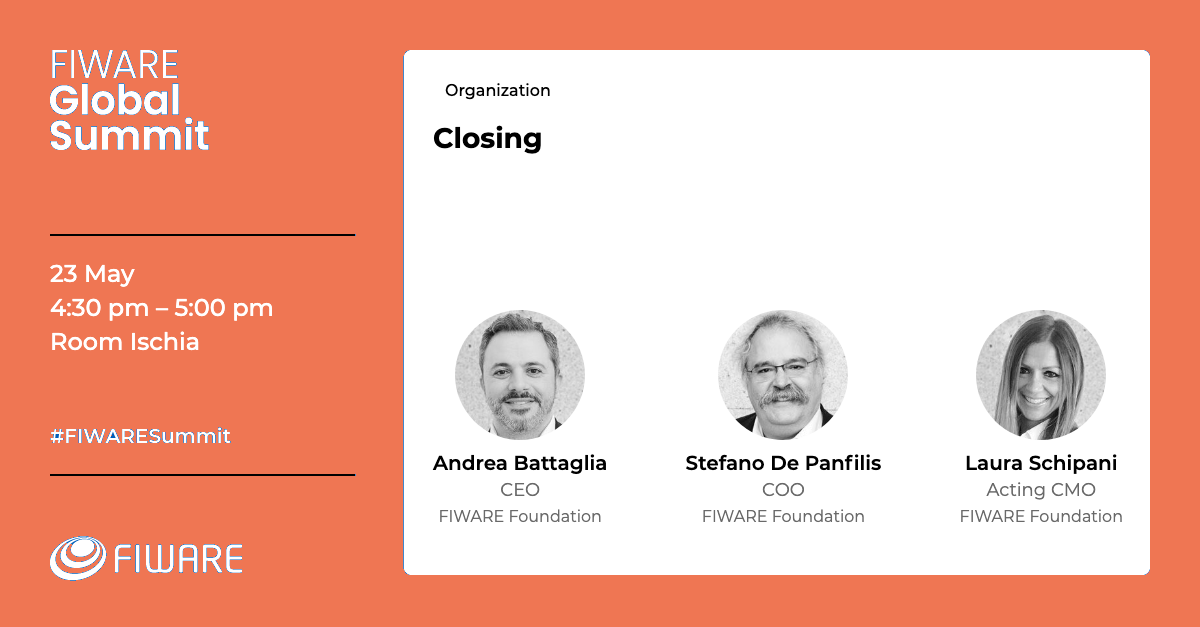 FIWARE
Global
Summit
23 May
4:30 pm – 5:00 pm
Room Ischia
#FIWARESummit
FIWARE
Organization
Closing
Andrea Battaglia
CEO
FIWARE Foundation
Stefano De Panfilis
COO
FIWARE Foundation
Laura Schipani
Acting CMO
FIWARE Foundation